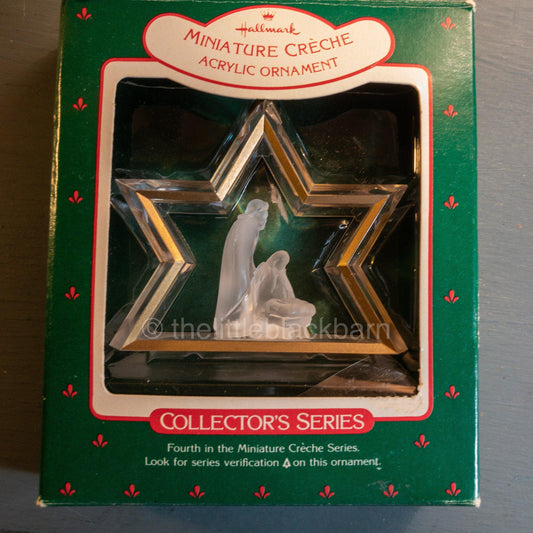 Hallmark
MINIATURE CRÈCHE
ACRYLIC ORNAMENT
© thelittleblackbarn
COLLECTOR'S SERIES
Fourth in the Miniature Crèche Series.
Look for series verification on this ornament.